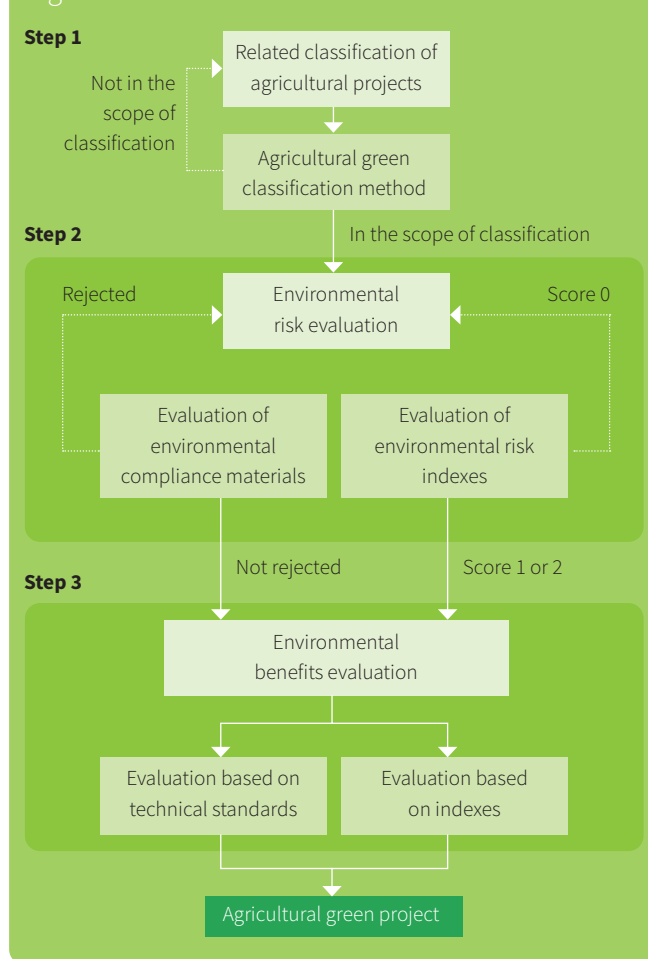 Step 1
Related classification of
agricultural projects
Not in the
scope of
classification
Agricultural green
classification method
In the scope of classification
Step 2
Rejected
Environmental
risk evaluation
Score 0
Evaluation of
environmental
compliance materials
Evaluation of
environmental risk
indexes
Not rejected
Score 1 or 2
Step 3
Environmental
benefits evaluation
Evaluation based on
technical standards
Evaluation based
on indexes
Agricultural green project